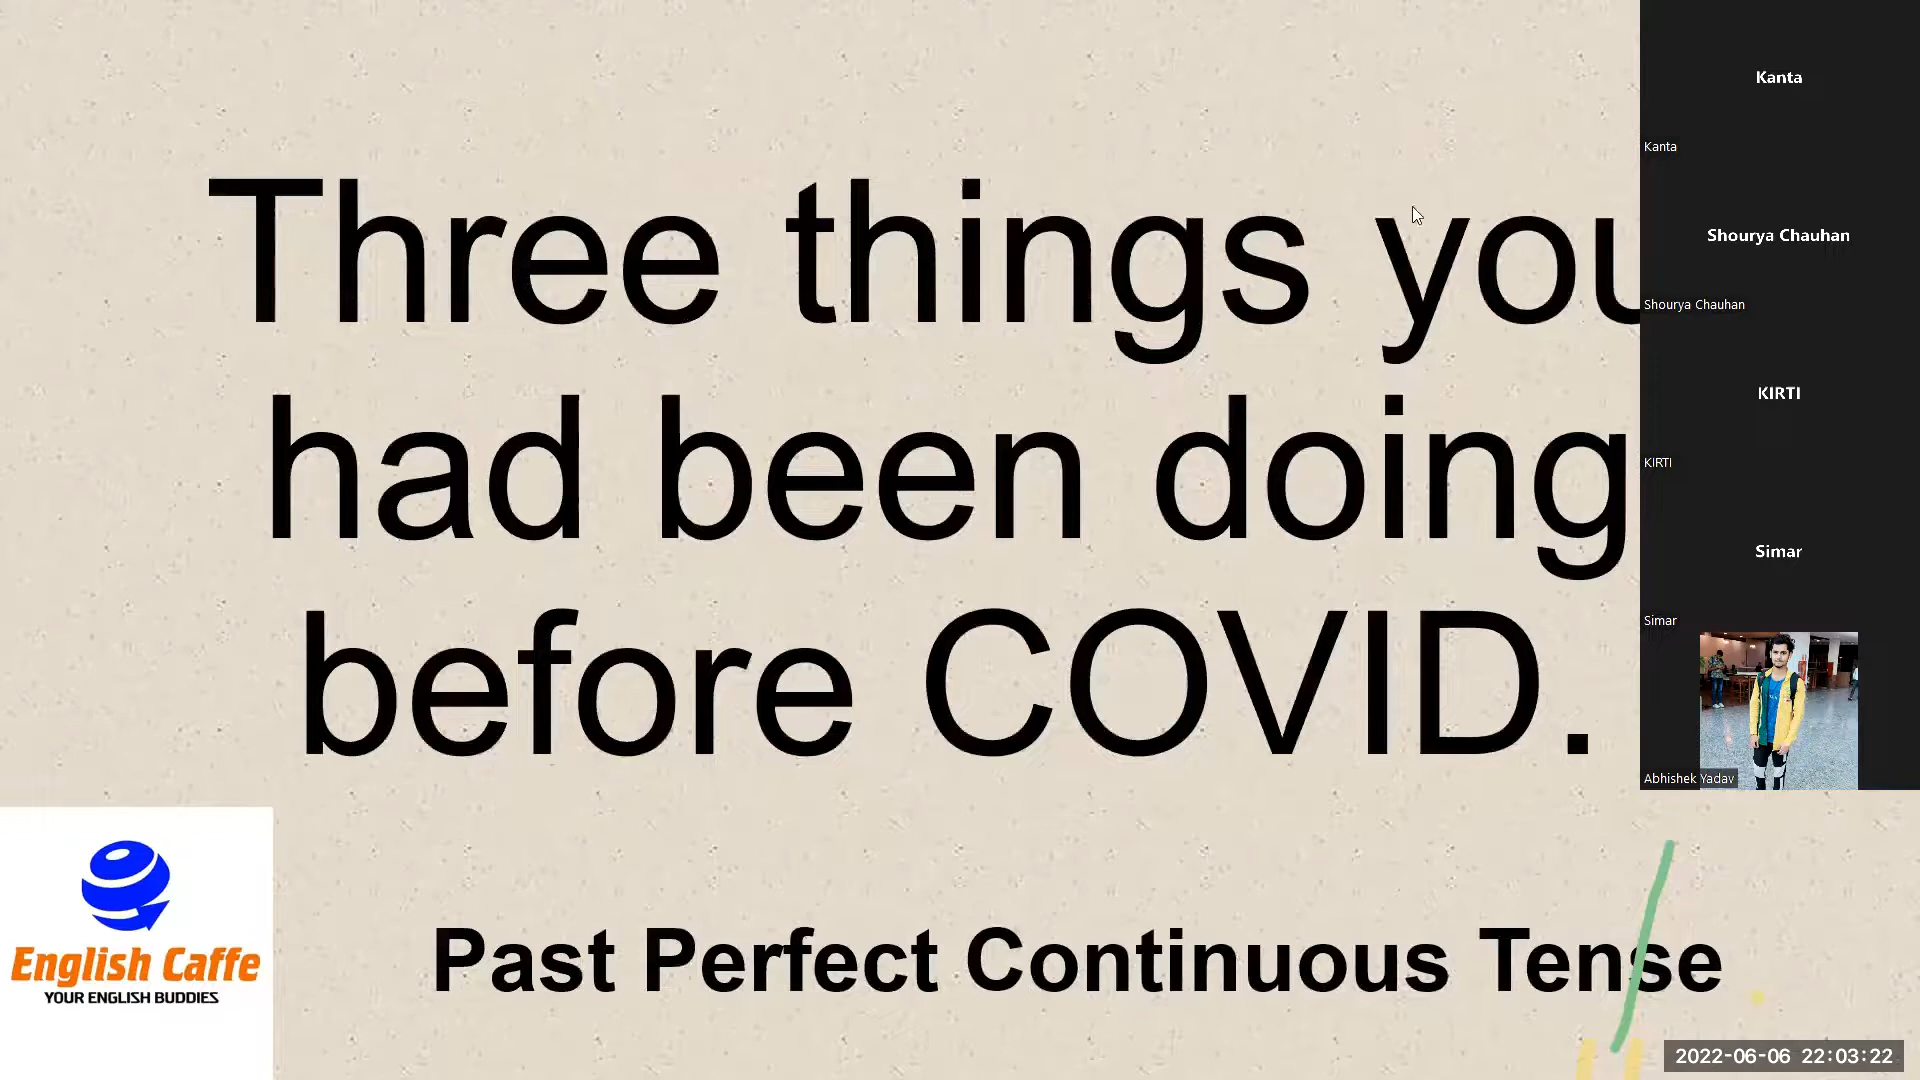 Three things you
had been doing
before COVID.
Past Perfect Continuous Tense
English Caffe
YOUR ENGLISH BUDDIES
Kanta
Kanta
Shourya Chauhan
Shourya Chauhan
KIRTI
KIRTI
Simar
Simar
Abhishek Yadav
2022-06-06 22:03:22